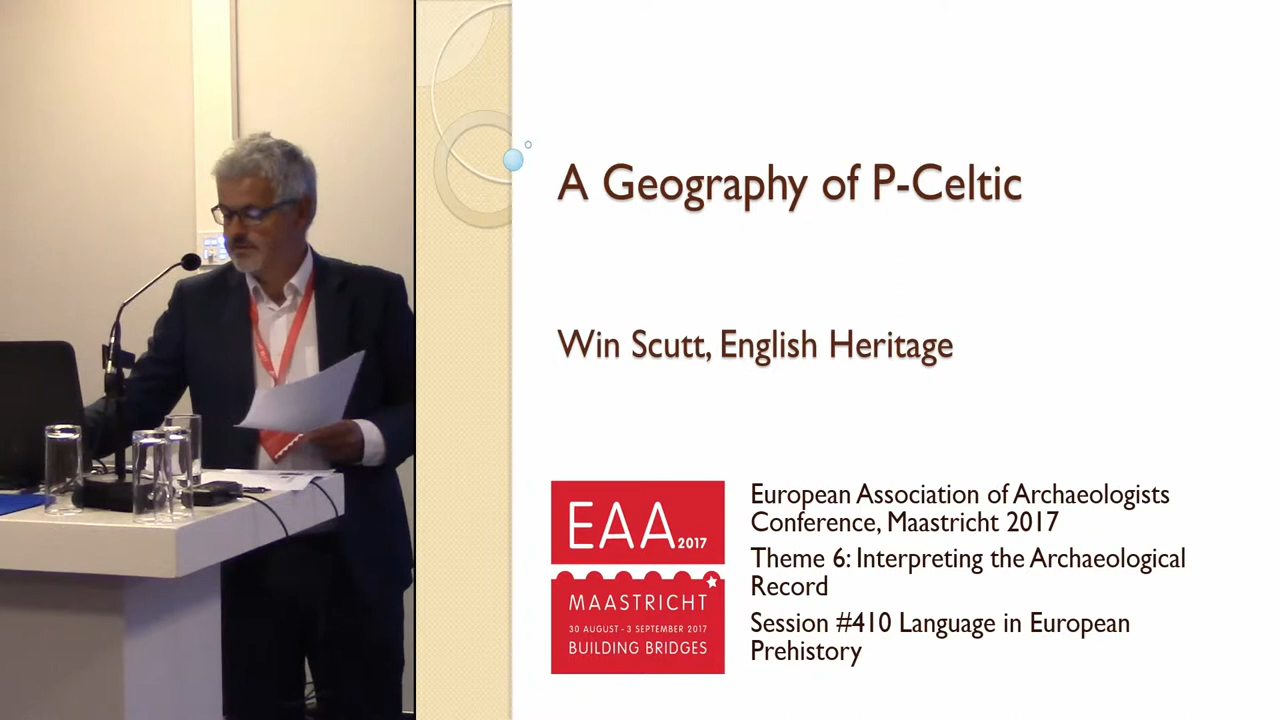 A Geography of P-Celtic
Win Scutt, English Heritage
EAA 2017
MAASTRICHT
30 AUGUST - 3 SEPTEMBER 2017
BUILDING BRIDGES
European Association of Archaeologists
Conference, Maastricht 2017
Theme 6: Interpreting the Archaeological
Record
Session #410 Language in European
Prehistory